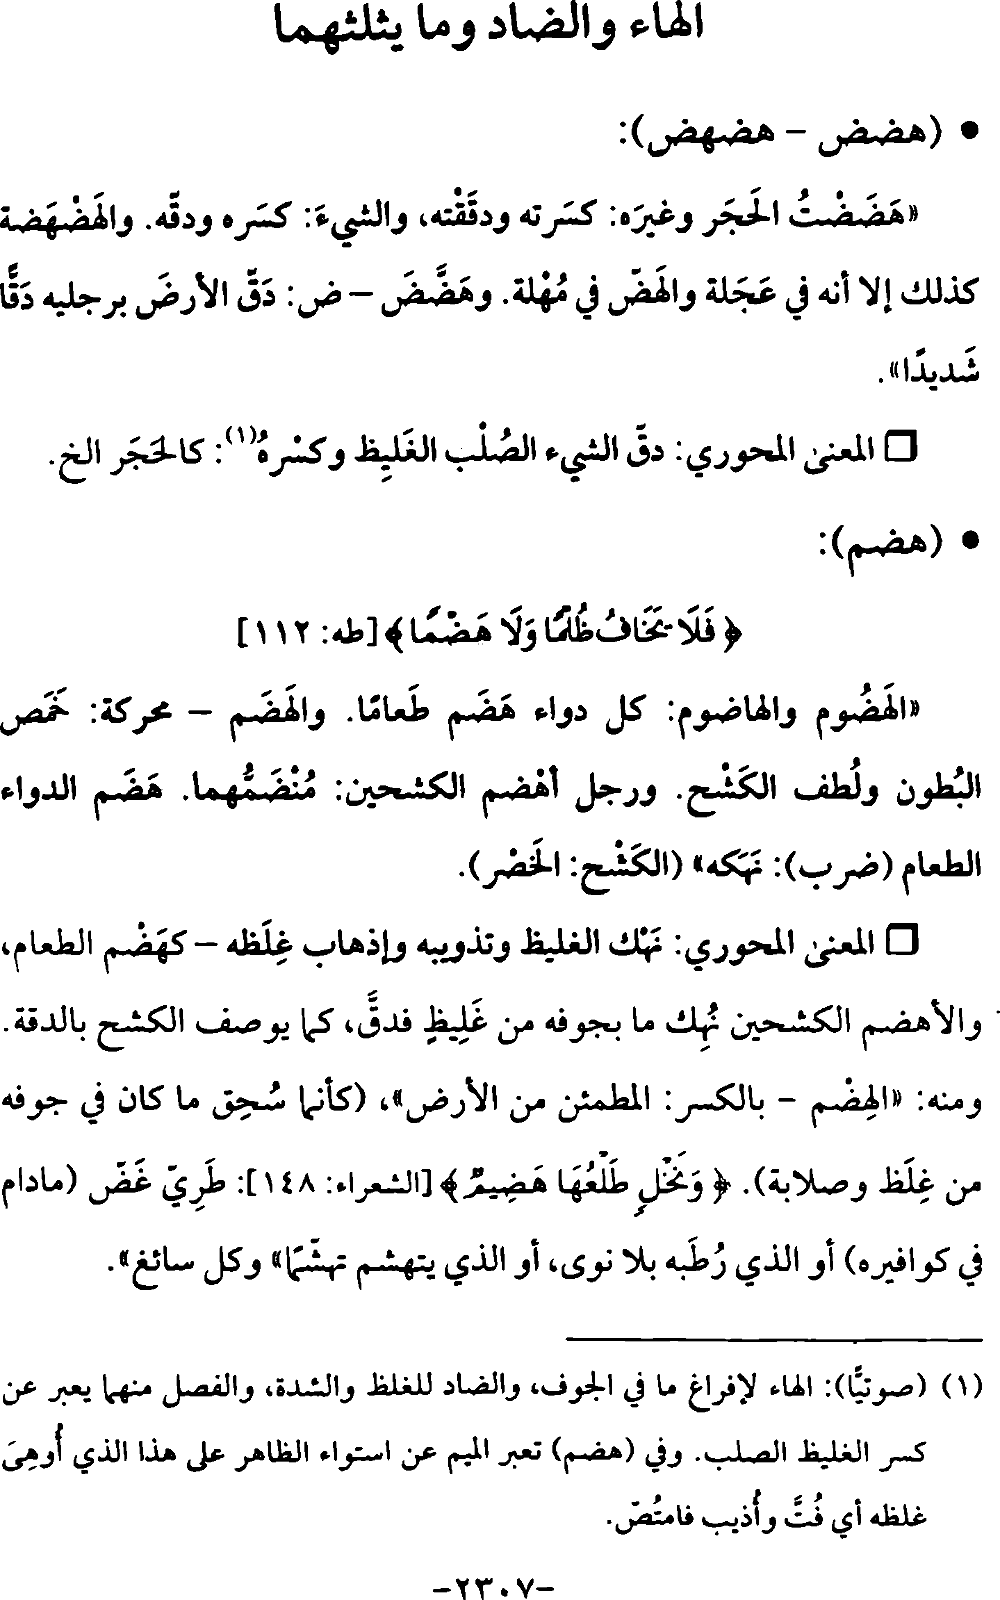 الهاء والضاد وما يثلثهما
• (هضض – هضهض):
«هَضَضْتُ الحَجَر وغيرَه: كسَرته ودقَقْته، والشيءَ: كسَره ودقّه. والهَضْهَضة
كذلك إلا أنه في عَجَلة والهَضّ في مُهْلة. وهَضَّضَ – ض: دَقّ الأرضَ برجليه دَقًّا
شَديدًا».
❒ المعنى المحوري: دقّ الشيء الصُلْب الغَلِيظ وكسْرهُ(١): كالحَجَر الخ.
• (هضم):
﴿ فَلَا يَخَافُ ظُلْمًا وَلَا هَضْمًا ﴾ [طه: ١١٢]
«الهَضُوم والهاضوم: كل دواء هَضَم طَعامًا. والهَضَم – محركة: خَمَص
البُطون ولُطف الكَشْح. ورجل أهْضم الكشحين: مُنْضَمُّهما. هَضَم الدواء
الطعام (ضرب): نَهَكه» (الكَشْح: الخَصْر).
❒ المعنى المحوري: نَهْك الغليظ وتذويبه وإذهاب غِلَظه – كهَضْم الطعام،
والأهضم الكشحين نُهِك ما بجوفه من غَلِيظٍ فدقَّ، كما يوصف الكشح بالدقة.
ومنه: «الهِضْم – بالكسر: المطمئن من الأرض»، (كأنما سُحِق ما كان في جوفه
من غِلَظ وصلابة). ﴿ وَنَخْلٍ طَلْعُهَا هَضِيمٌ ﴾ [الشعراء: ١٤٨]: طَرِيّ غَضّ (مادام
في كوافيره) أو الذي رُطَبه بلا نوى، أو الذي يتهشم تهشّمًا» وكل سائغ».
(١) (صوتيًّا): الهاء لإفراغ ما في الجوف، والضاد للغلظ والشدة، والفصل منهما يعبر عن
كسر الغليظ الصلب. وفي (هضم) تعبر الميم عن استواء الظاهر على هذا الذي أُوهِيَ
غلظه أي فُتَّ وأُذيب فامتُصّ.
-٢٣٠٧-